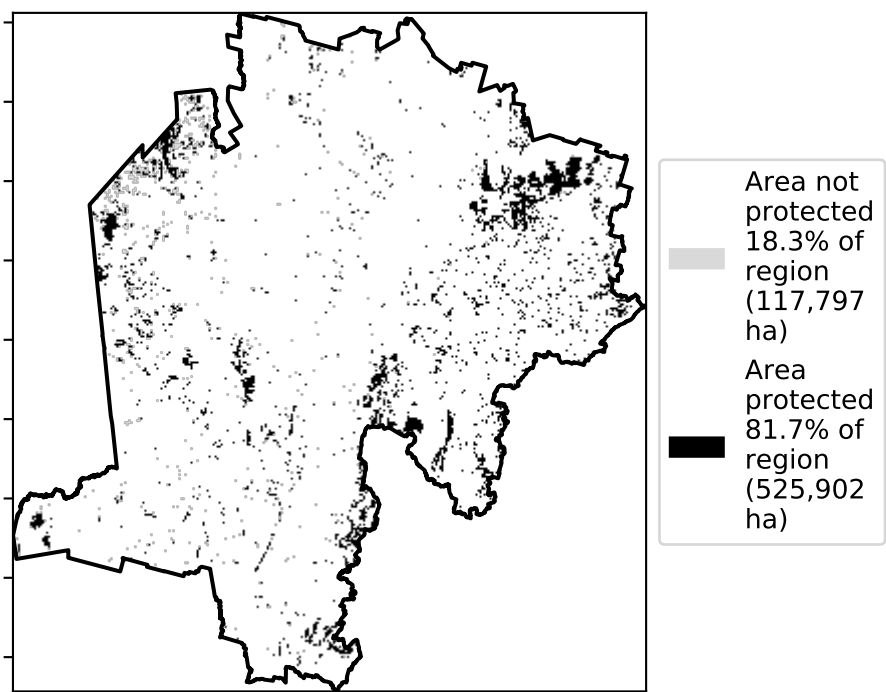 Area not
protected
18.3% of
region
(117,797
ha)
Area
protected
81.7% of
region
(525,902
ha)